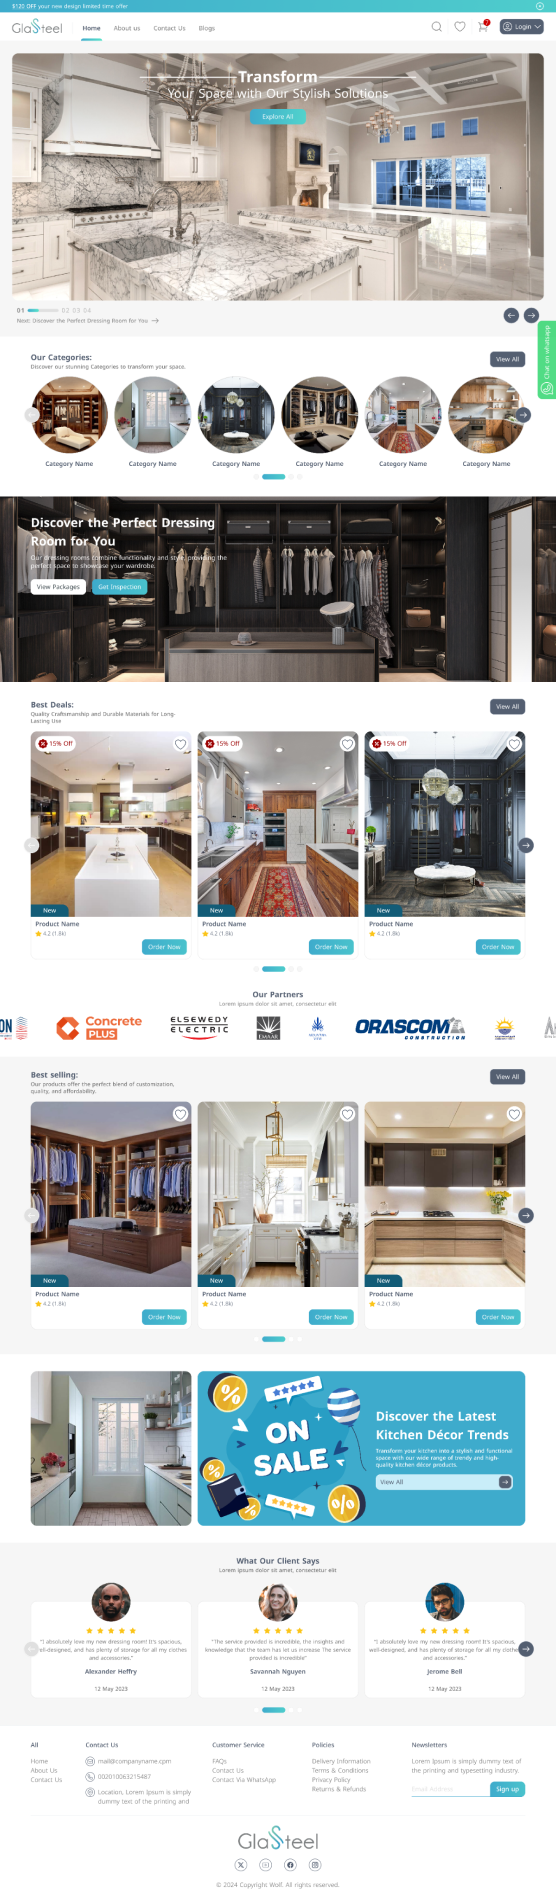 $120 OFF your new design limited time offer
GlaSteel
Home
About us
Contact Us
Blogs
7
Login
Transform
Your Space with Our Stylish Solutions
Explore All
01
02 03 04
Next: Discover the Perfect Dressing Room for You
Chat on whatsapp
Our Categories:
Discover our stunning Categories to transform your space.
View All
Category Name
Category Name
Category Name
Category Name
Category Name
Category Name
Discover the Perfect Dressing
Room for You
Our dressing rooms combine functionality and style, providing the
perfect space to showcase your wardrobe.
View Packages
Get Inspection
Best Deals:
Quality Craftsmanship and Durable Materials for Long-
Lasting Use
View All
15% Off
15% Off
15% Off
New
New
New
Product Name
4.2 (1.8k)
Order Now
Product Name
4.2 (1.8k)
Order Now
Product Name
4.2 (1.8k)
Order Now
Our Partners
Lorem ipsum dolor sit amet, consectetur elit
ON
Concrete
PLUS
ELSEWEDY
ELECTRIC
EMAAR
ORASCOM
CONSTRUCTION
Best selling:
Our products offer the perfect blend of customization,
quality, and affordability.
View All
New
New
New
Product Name
4.2 (1.8k)
Order Now
Product Name
4.2 (1.8k)
Order Now
Product Name
4.2 (1.8k)
Order Now
ON
SALE
Discover the Latest
Kitchen Décor Trends
Transform your kitchen into a stylish and functional
space with our wide range of trendy and high-
quality kitchen décor products.
View All
What Our Client Says
Lorem ipsum dolor sit amet, consectetur elit
"I absolutely love my new dressing room! It's spacious,
well-designed, and has plenty of storage for all my clothes
and accessories."
Alexander Heffry
12 May 2023
"The service provided is incredible, the insights and
knowledge that the team has let us increase The service
provided is incredible"
Savannah Nguyen
12 May 2023
"I absolutely love my new dressing room! It's spacious,
well-designed, and has plenty of storage for all my clothe
and accessories."
Jerome Bell
12 May 2023
All
Home
About Us
Contact Us
Contact Us
mail@companyname.cpm
002010063215487
Location, Lorem Ipsum is simply
dummy text of the printing and
Customer Service
FAQs
Contact Us
Contact Via WhatsApp
Policies
Delivery Information
Terms & Conditions
Privacy Policy
Returns & Refunds
Newsletters
Lorem Ipsum is simply dummy text of
the printing and typesetting industry.
Email Address
Sign up
GlaSteel
© 2024 Copyright Wolf. All rights reserved.